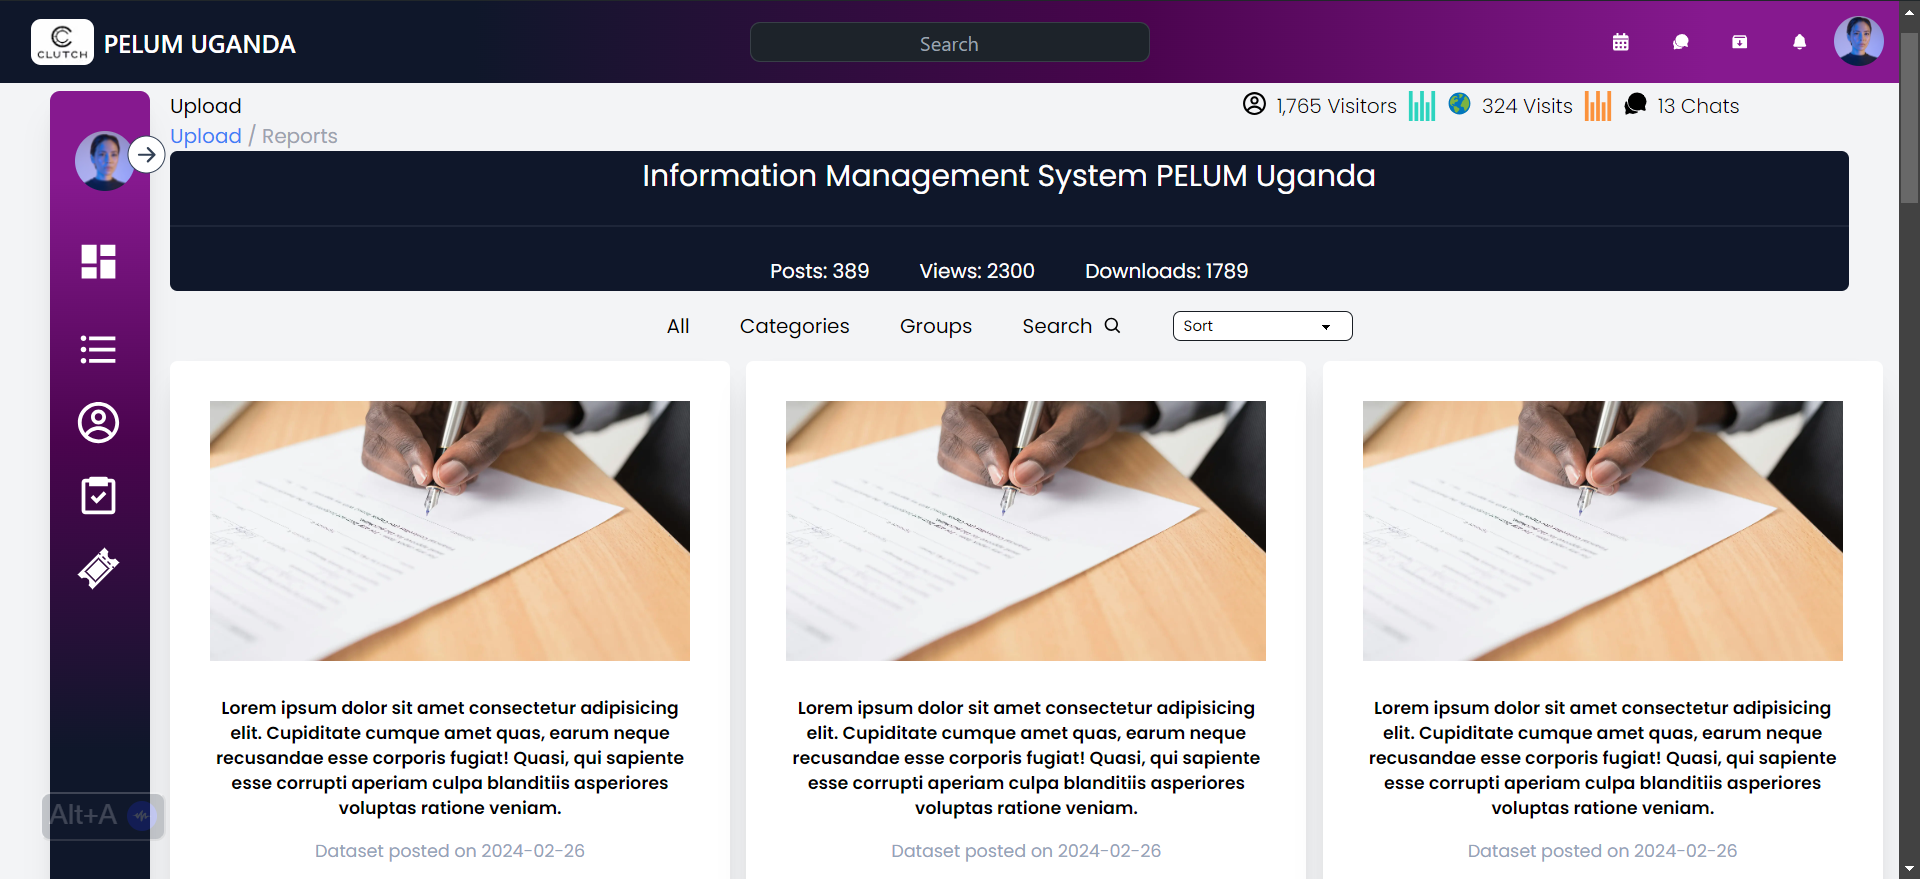 CLUTCH
PELUM UGANDA
Search
Upload
1,765 Visitors
324 Visits
13 Chats
Upload / Reports
Information Management System PELUM Uganda
Posts: 389
Views: 2300
Downloads: 1789
All
Categories
Groups
Search
Sort
Lorem ipsum dolor sit amet consectetur adipisicing
elit. Cupiditate cumque amet quas, earum neque
recusandae esse corporis fugiat! Quasi, qui sapiente
esse corrupti aperiam culpa blanditiis asperiores
voluptas ratione veniam.
Dataset posted on 2024-02-26
Lorem ipsum dolor sit amet consectetur adipisicing
elit. Cupiditate cumque amet quas, earum neque
recusandae esse corporis fugiat! Quasi, qui sapiente
esse corrupti aperiam culpa blanditiis asperiores
voluptas ratione veniam.
Dataset posted on 2024-02-26
Lorem ipsum dolor sit amet consectetur adipisicing
elit. Cupiditate cumque amet quas, earum neque
recusandae esse corporis fugiat! Quasi, qui sapiente
esse corrupti aperiam culpa blanditiis asperiores
voluptas ratione veniam.
Dataset posted on 2024-02-26
Alt+A